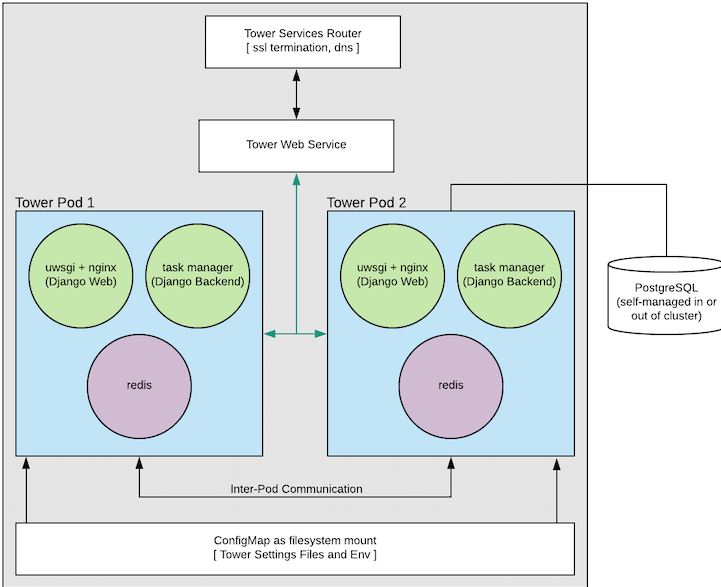 Tower Services Router
[ ssl termination, dns ]
Tower Web Service
Tower Pod 1
uwsgi + nginx
(Django Web)
task manager
(Django Backend)
redis
Tower Pod 2
uwsgi + nginx
(Django Web)
task manager
(Django Backend)
redis
PostgreSQL
(self-managed in or
out of cluster)
Inter-Pod Communication
ConfigMap as filesystem mount
[ Tower Settings Files and Env ]